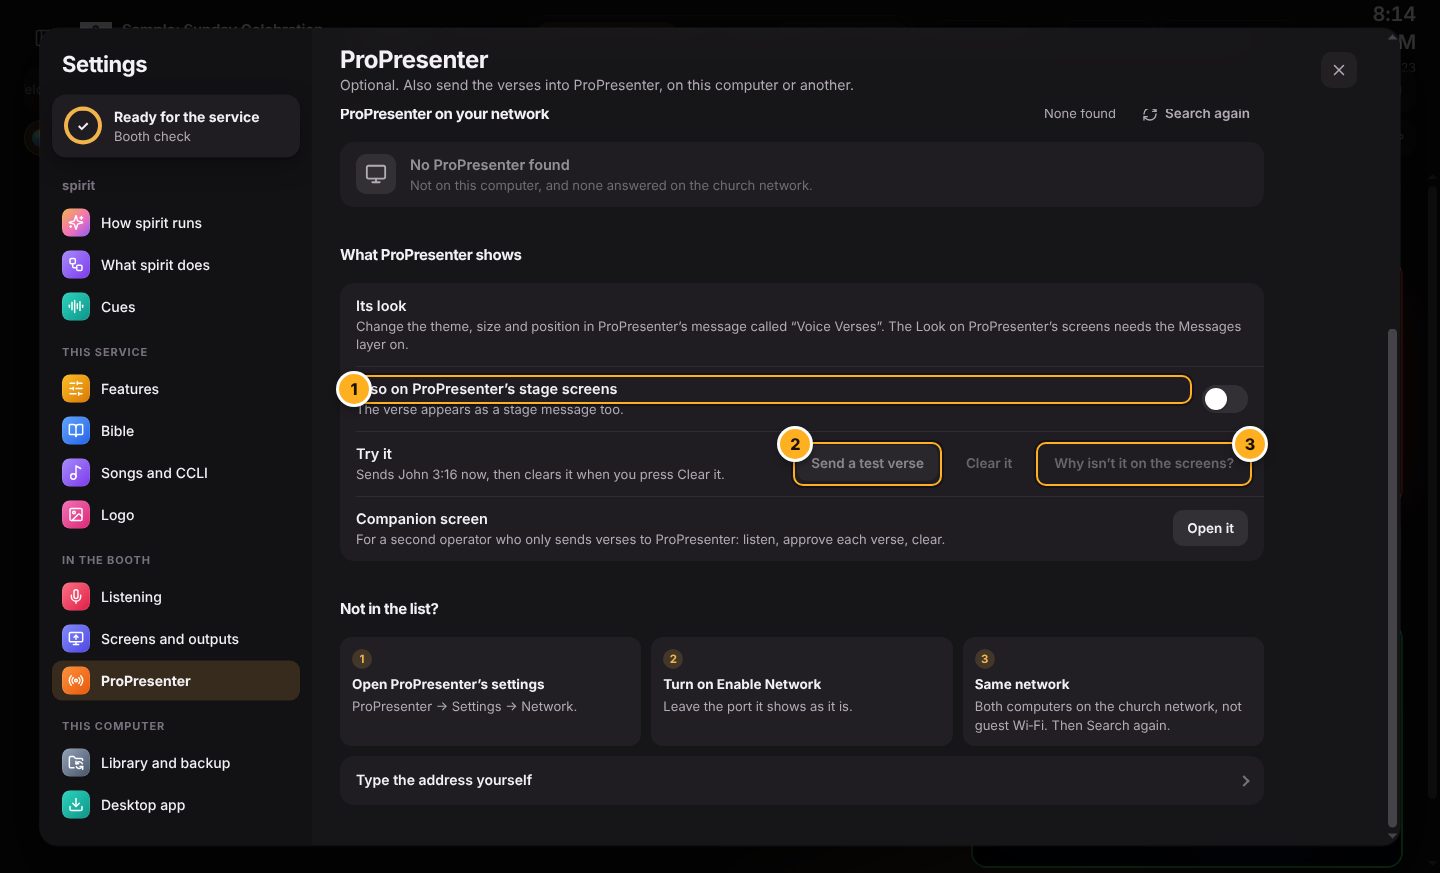 8:14
Settings
Ready for the service
Booth check
spirit
How spirit runs
What spirit does
Cues
THIS SERVICE
Features
Bible
Songs and CCLI
Logo
IN THE BOOTH
Listening
Screens and outputs
ProPresenter
THIS COMPUTER
Library and backup
Desktop app
ProPresenter
Optional. Also send the verses into ProPresenter, on this computer or another.
ProPresenter on your network
None found
Search again
No ProPresenter found
Not on this computer, and none answered on the church network.
What ProPresenter shows
Its look
Change the theme, size and position in ProPresenter’s message called “Voice Verses”. The Look on ProPresenter’s screens needs the Messages
layer on.
1
so on ProPresenter’s stage screens
The verse appears as a stage message too.
Try it
Sends John 3:16 now, then clears it when you press Clear it.
2
Send a test verse
Clear it
3
Why isn’t it on the screens?
Companion screen
For a second operator who only sends verses to ProPresenter: listen, approve each verse, clear.
Open it
Not in the list?
1
Open ProPresenter’s settings
ProPresenter → Settings → Network.
2
Turn on Enable Network
Leave the port it shows as it is.
3
Same network
Both computers on the church network, not
guest Wi-Fi. Then Search again.
Type the address yourself